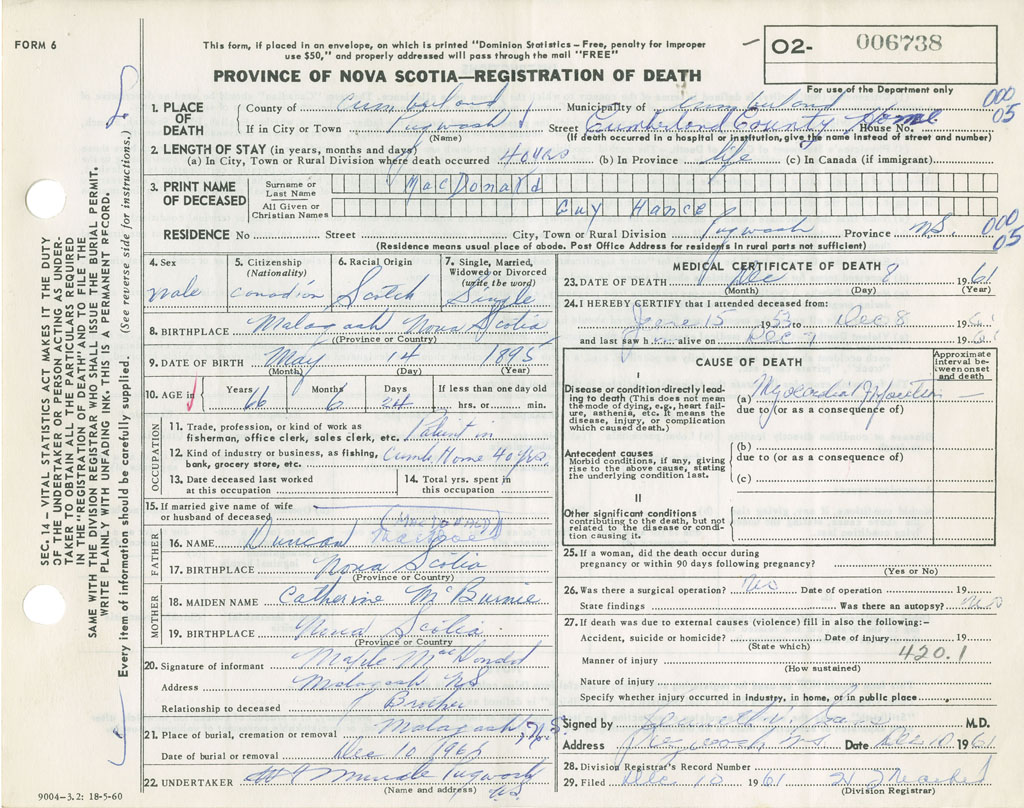 FORM 6
This form, if placed in an envelope, on which is printed "Dominion Statistics – Free, penalty for improper
use $50," and properly addressed will pass through the mail "FREE"
PROVINCE OF NOVA SCOTIA—REGISTRATION OF DEATH
O2- 006738
For use of the Department only
000
05
1. PLACE OF DEATH
County of Cumberland Municipality of Cumberland
If in City or Town Pugwash Street Cumberland County Home House No.
(Name) (If death occurred in hospital or institution, give the name instead of street and number)
2. LENGTH OF STAY (in years, months and days)
(a) In City, Town or Rural Division where death occurred 40 yrs (b) In Province life (c) In Canada (if immigrant)
3. PRINT NAME OF DECEASED
Surname or Last Name MacDonald
All Given or Christian Names Guy Hance
RESIDENCE No Street City, Town or Rural Division Pugwash Province N.S.
000
05
(Residence means usual place of abode. Post Office Address for residents in rural parts not sufficient)
4. Sex
male
5. Citizenship
(Nationality)
Canadian
6. Racial Origin
Scotch
7. Single, Married,
Widowed or Divorced
(write the word)
Single
8. BIRTHPLACE Malagash Nova Scotia
(Province or Country)
9. DATE OF BIRTH May 14 1895
(Month) (Day) (Year)
10. AGE in Years 66 Months 6 Days 24 If less than one day old
hrs. or min.
OCCUPATION
11. Trade, profession, or kind of work as
fisherman, office clerk, sales clerk, etc. Patient in
12. Kind of industry or business, as fishing,
bank, grocery store, etc. Cumb Home 40 yrs.
13. Date deceased last worked
at this occupation
14. Total yrs. spent in
this occupation
15. If married give name of wife
or husband of deceased
FATHER
(MacDonald)
16. NAME Duncan
17. BIRTHPLACE Nova Scotia
(Province or Country)
MOTHER
18. MAIDEN NAME Catherine McBurnie
19. BIRTHPLACE Nova Scotia
(Province or Country)
20. Signature of informant MacDonald
Address Malagash NS
Relationship to deceased Brother
21. Place of burial, cremation or removal Malagash, N.S.
Date of burial or removal Dec 10 196
22. UNDERTAKER Pugwash
(Name and address) N.S.
9004-3.2: 18-5-60
MEDICAL CERTIFICATE OF DEATH
23. DATE OF DEATH Dec 8 1961
(Month) (Day) (Year)
24. I HEREBY CERTIFY that I attended deceased from:
June 15 1953 to Dec 8 19
and last saw h alive on Dec 7 19
CAUSE OF DEATH
Approximate
interval between
onset
and death
I
Disease or condition directly leading
to death (This does not mean
the mode of dying, e.g., heart failure,
asthenia, etc. It means the
disease, injury, or complication
which caused death.)
(a) Myocardial
due to (or as a consequence of)
Antecedent causes
Morbid conditions, if any, giving
rise to the above cause, stating
the underlying condition last.
(b)
due to (or as a consequence of)
(c)
II
Other significant conditions
contributing to the death, but not
related to the disease or condition
causing it.
25. If a woman, did the death occur during
pregnancy or within 90 days following pregnancy?
(Yes or No)
26. Was there a surgical operation? No Date of operation 19
State findings Was there an autopsy? No
27. If death was due to external causes (violence) fill in also the following:–
Accident, suicide or homicide? Date of injury 19
(State which)
420.1
Manner of injury
(How sustained)
Nature of injury
Specify whether injury occurred in Industry, in home, or in public place
Signed by M.D.
Address Date Dec 10 1961
28. Division Registrar's Record Number
29. Filed Dec 10 1961
(Division Registrar)
SEC. 14 – VITAL STATISTICS ACT MAKES IT THE DUTY
OF THE UNDERTAKER OR PERSON ACTING AS UNDERTAKER
TO OBTAIN ALL THE PARTICULARS REQUIRED
IN THE "REGISTRATION OF DEATH" AND TO FILE THE
SAME WITH THE DIVISION REGISTRAR WHO SHALL ISSUE THE BURIAL PERMIT.
WRITE PLAINLY WITH UNFADING INK. THIS IS A PERMANENT RECORD.
Every item of information should be carefully supplied. (See reverse side for instructions.)